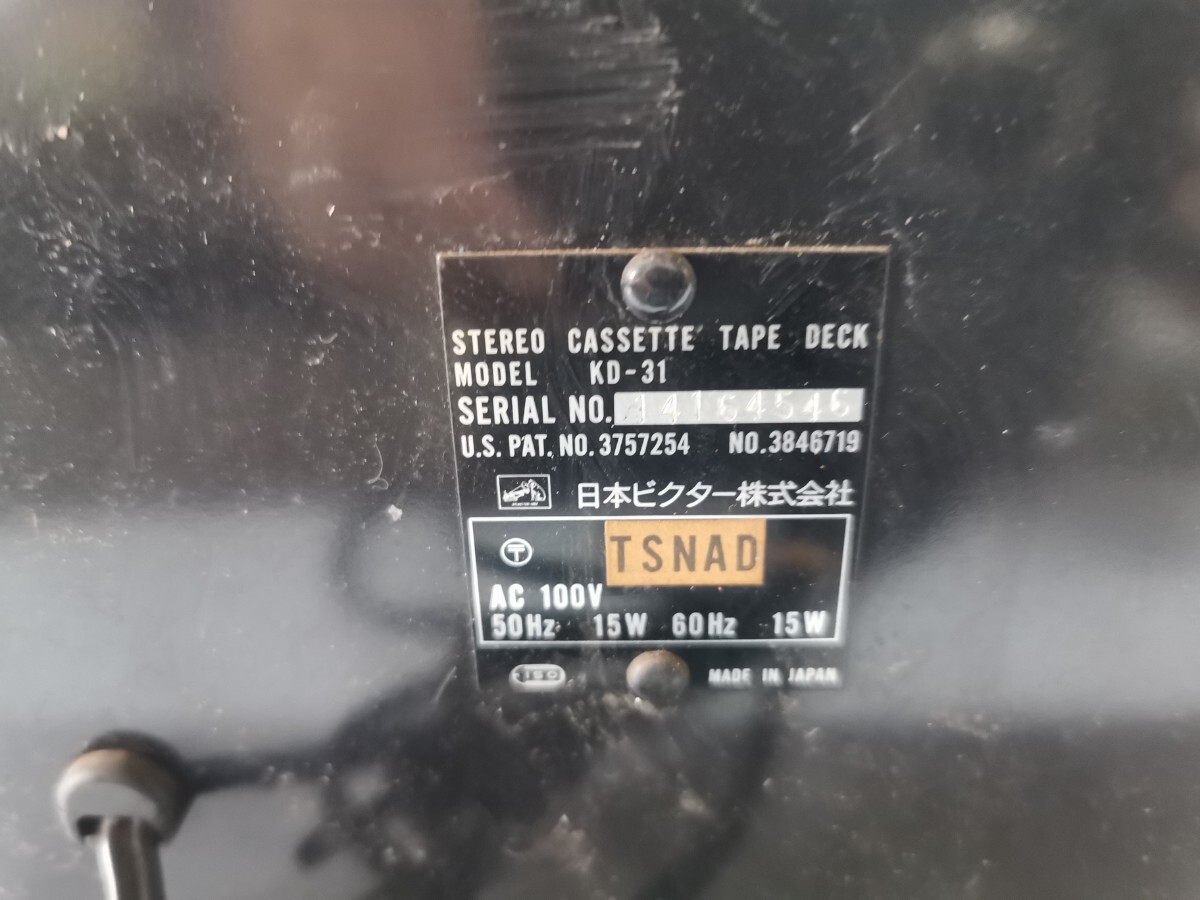 STEREO CASSETTE TAPE DECK
MODEL KD-31
SERIAL NO. 14164546
U.S. PAT. NO. 3757254 NO. 3846719
日本ビクター株式会社
〒 TSNAD
AC 100V
50Hz 15W 60Hz 15W
MADE IN JAPAN